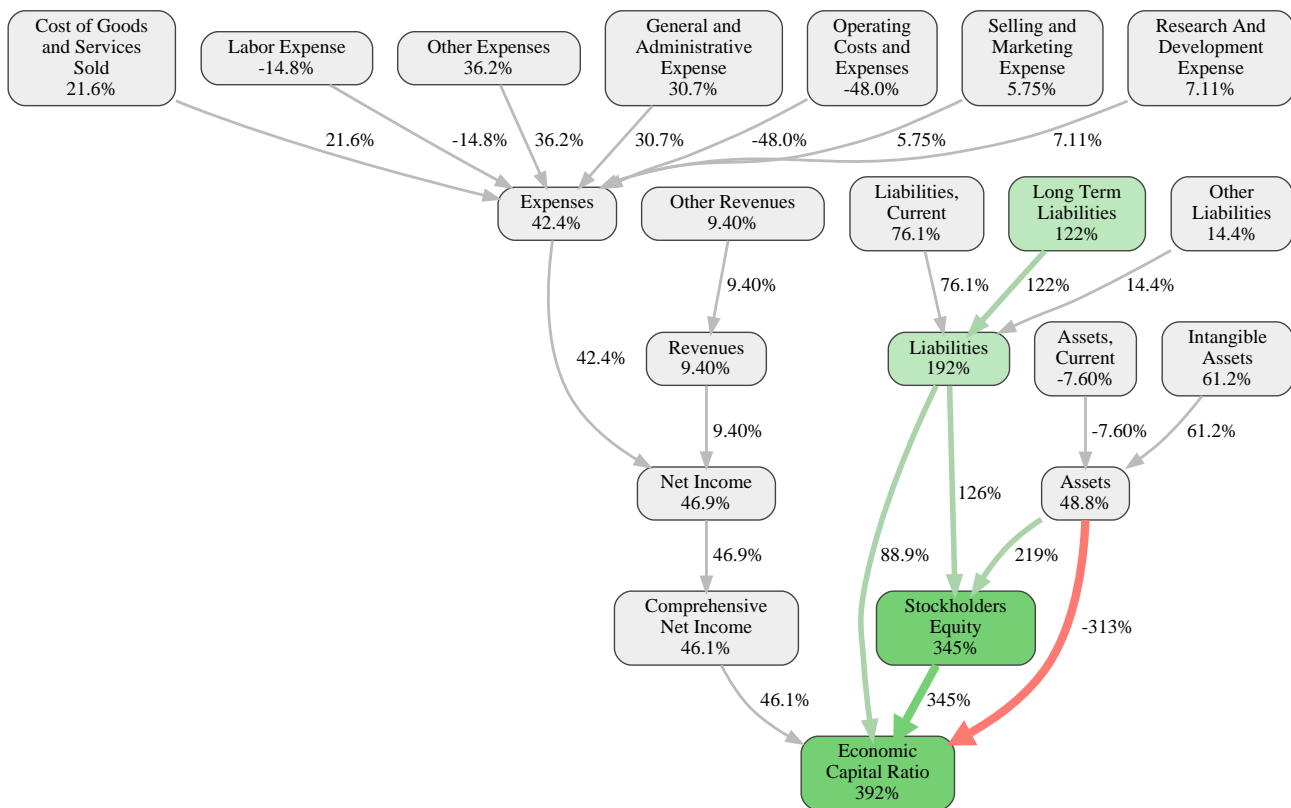 Cost of Goods
and Services
Sold
21.6%
Labor Expense
-14.8%
Other Expenses
36.2%
General and
Administrative
Expense
30.7%
Operating
Costs and
Expenses
-48.0%
Selling and
Marketing
Expense
5.75%
Research And
Development
Expense
7.11%
21.6%
-14.8%
36.2%
30.7%
-48.0%
5.75%
7.11%
Expenses
42.4%
Other Revenues
9.40%
Liabilities,
Current
76.1%
Long Term
Liabilities
122%
Other
Liabilities
14.4%
9.40%
76.1%
122%
14.4%
42.4%
Revenues
9.40%
Liabilities
192%
Assets,
Current
-7.60%
Intangible
Assets
61.2%
9.40%
-7.60%
61.2%
Net Income
46.9%
126%
Assets
48.8%
46.9%
88.9%
219%
-313%
Comprehensive
Net Income
46.1%
Stockholders
Equity
345%
46.1%
345%
Economic
Capital Ratio
392%